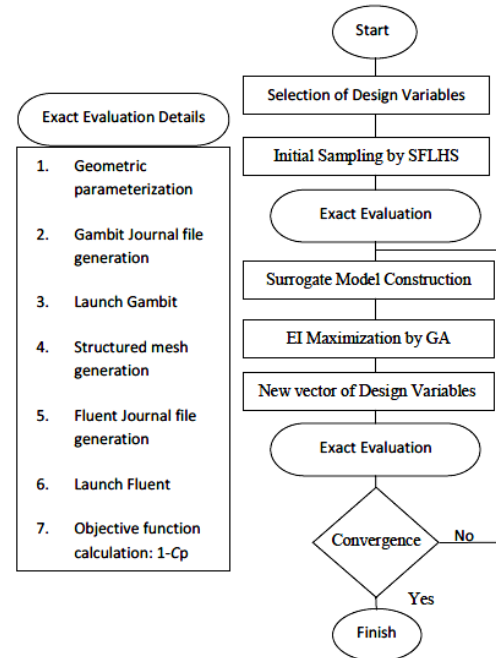 Exact Evaluation Details
1. Geometric
parameterization
2. Gambit Journal file
generation
3. Launch Gambit
4. Structured mesh
generation
5. Fluent Journal file
generation
6. Launch Fluent
7. Objective function
calculation: 1-Cp
Start
Selection of Design Variables
Initial Sampling by SFLHS
Exact Evaluation
Surrogate Model Construction
EI Maximization by GA
New vector of Design Variables
Exact Evaluation
Convergence
No
Yes
Finish